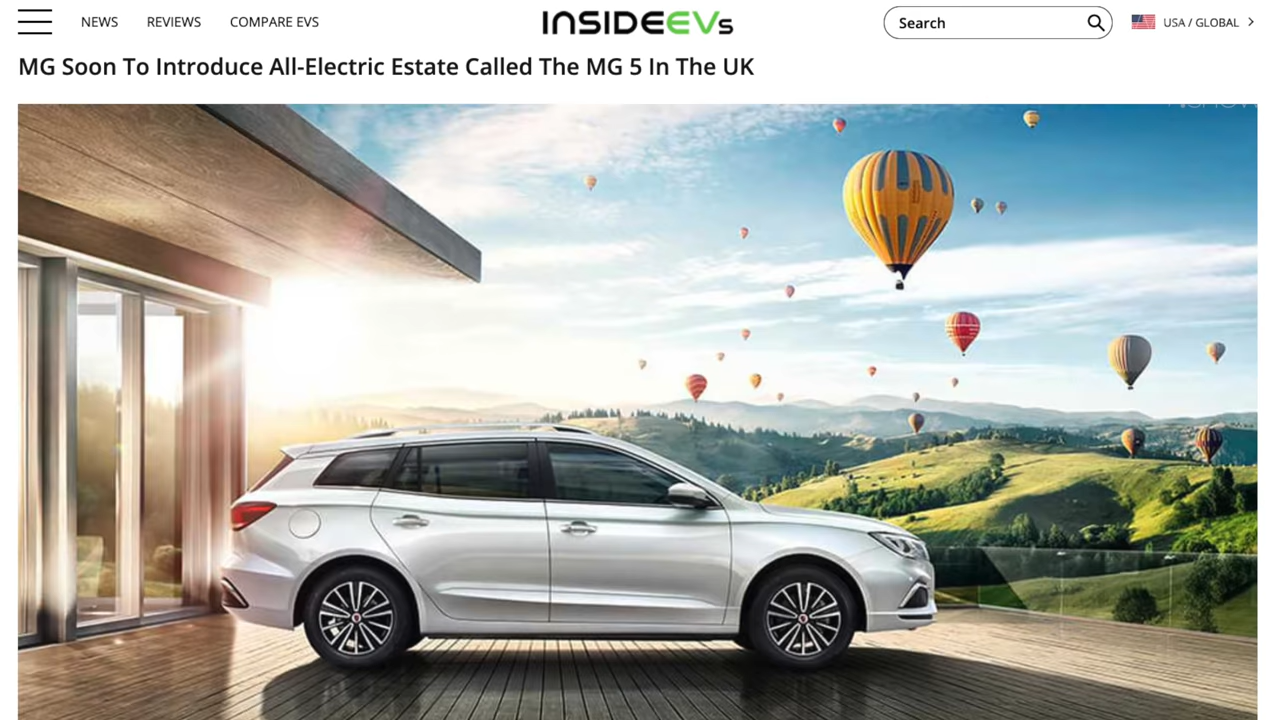 NEWS REVIEWS COMPARE EVS INSIDEEVs Search USA / GLOBAL
MG Soon To Introduce All-Electric Estate Called The MG 5 In The UK